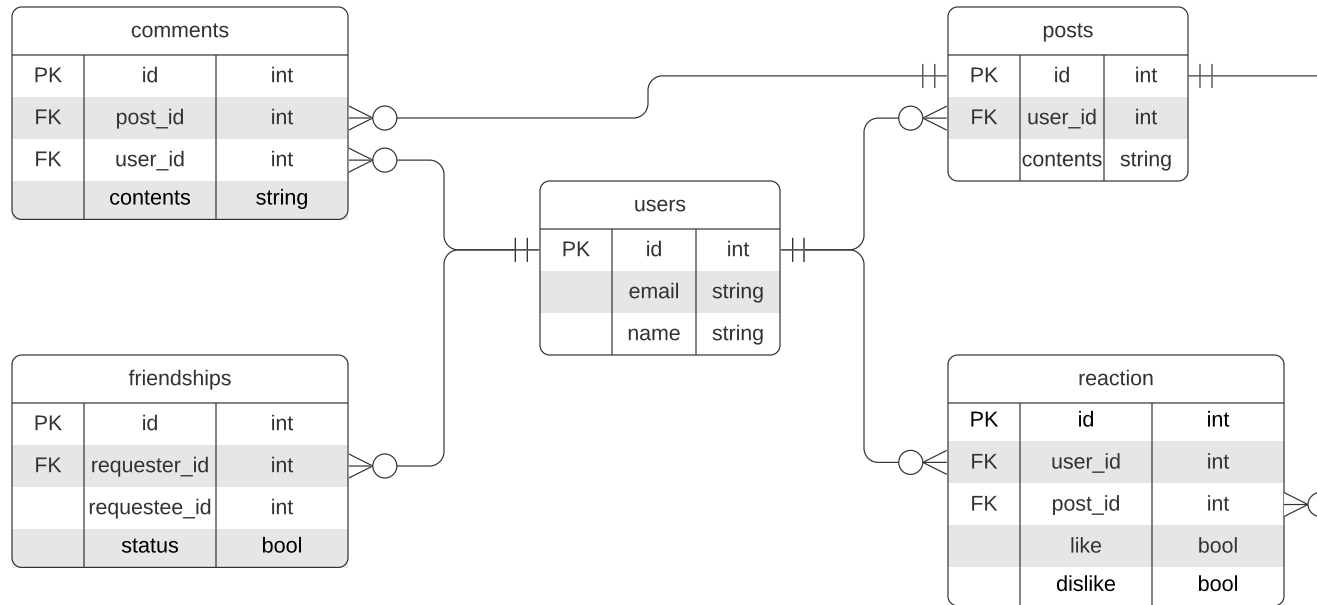 comments
PK id int
FK post_id int
FK user_id int
contents string
posts
PK id int
FK user_id int
contents string
users
PK id int
email string
name string
friendships
PK id int
FK requester_id int
requestee_id int
status bool
reaction
PK id int
FK user_id int
FK post_id int
like bool
dislike bool